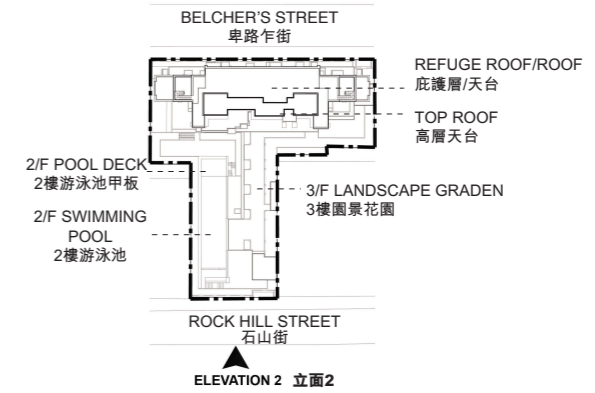 BELCHER'S STREET
卑路乍街
REFUGE ROOF/ROOF
庇護層/天台
TOP ROOF
高層天台
2/F POOL DECK
2樓游泳池甲板
3/F LANDSCAPE GRADEN
3樓園景花園
2/F SWIMMING
POOL
2樓游泳池
ROCK HILL STREET
石山街
ELEVATION 2 立面2